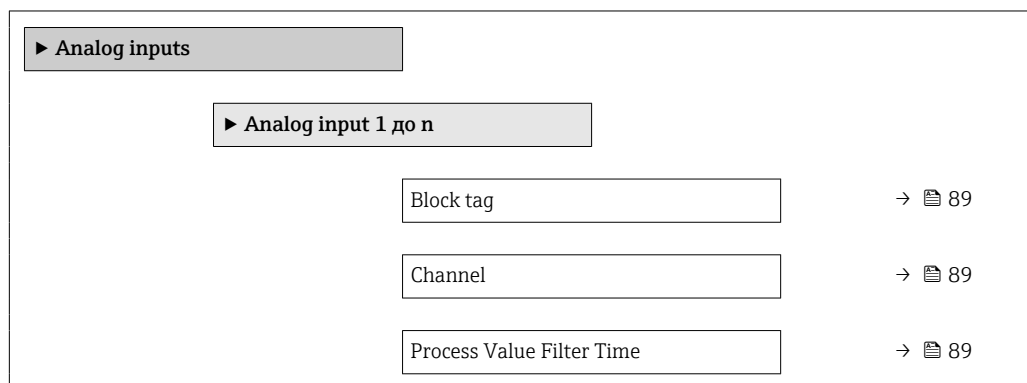 ▶ Analog inputs
▶ Analog input 1 до n
Block tag → 89
Channel → 89
Process Value Filter Time → 89